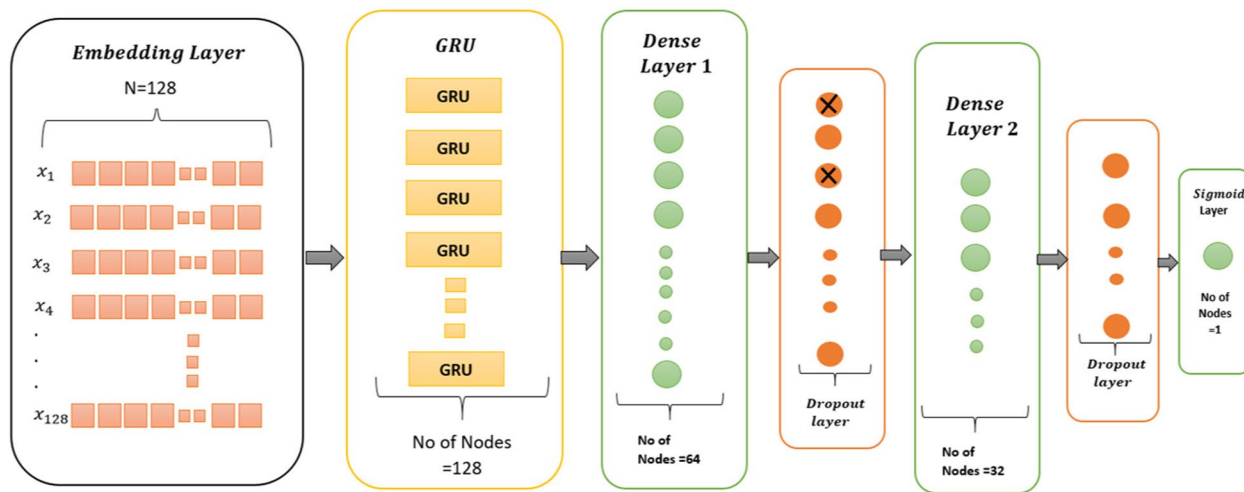 Embedding Layer
N=128
x1
x2
x3
x4
.
.
.
x128
GRU
GRU
GRU
GRU
GRU
GRU
No of Nodes
=128
Dense
Layer 1
No of
Nodes =64
Dropout
layer
Dense
Layer 2
No of
Nodes =32
Dropout
layer
Sigmoid
Layer
No of
Nodes
=1